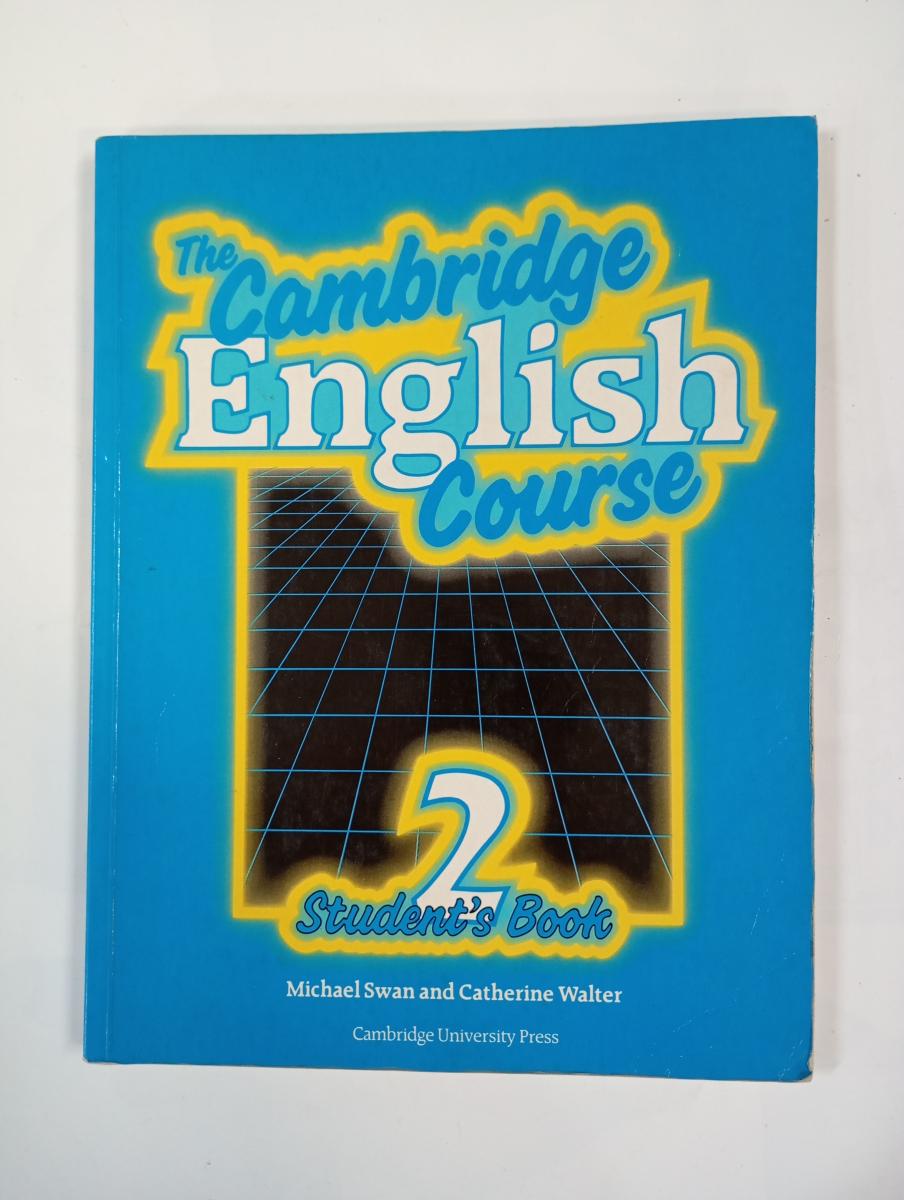 The
Cambridge
English
Course
2
Student's Book
Michael Swan and Catherine Walter
Cambridge University Press